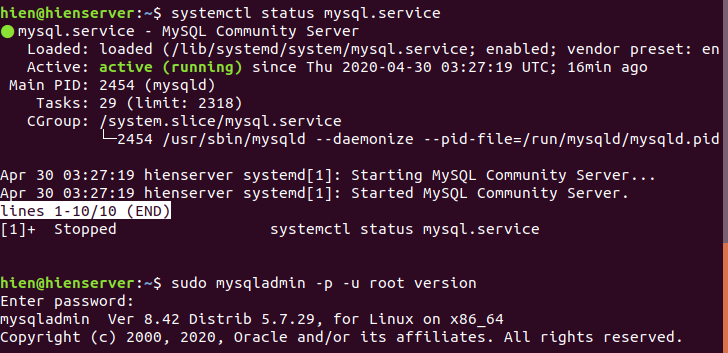 hien@hienserver:~$ systemctl status mysql.service
● mysql.service - MySQL Community Server
   Loaded: loaded (/lib/systemd/system/mysql.service; enabled; vendor preset: en
   Active: active (running) since Thu 2020-04-30 03:27:19 UTC; 16min ago
 Main PID: 2454 (mysqld)
    Tasks: 29 (limit: 2318)
   CGroup: /system.slice/mysql.service
           └─2454 /usr/sbin/mysqld --daemonize --pid-file=/run/mysqld/mysqld.pid

Apr 30 03:27:19 hienserver systemd[1]: Starting MySQL Community Server...
Apr 30 03:27:19 hienserver systemd[1]: Started MySQL Community Server.
lines 1-10/10 (END)
[1]+  Stopped                 systemctl status mysql.service

hien@hienserver:~$ sudo mysqladmin -p -u root version
Enter password:
mysqladmin  Ver 8.42 Distrib 5.7.29, for Linux on x86_64
Copyright (c) 2000, 2020, Oracle and/or its affiliates. All rights reserved.